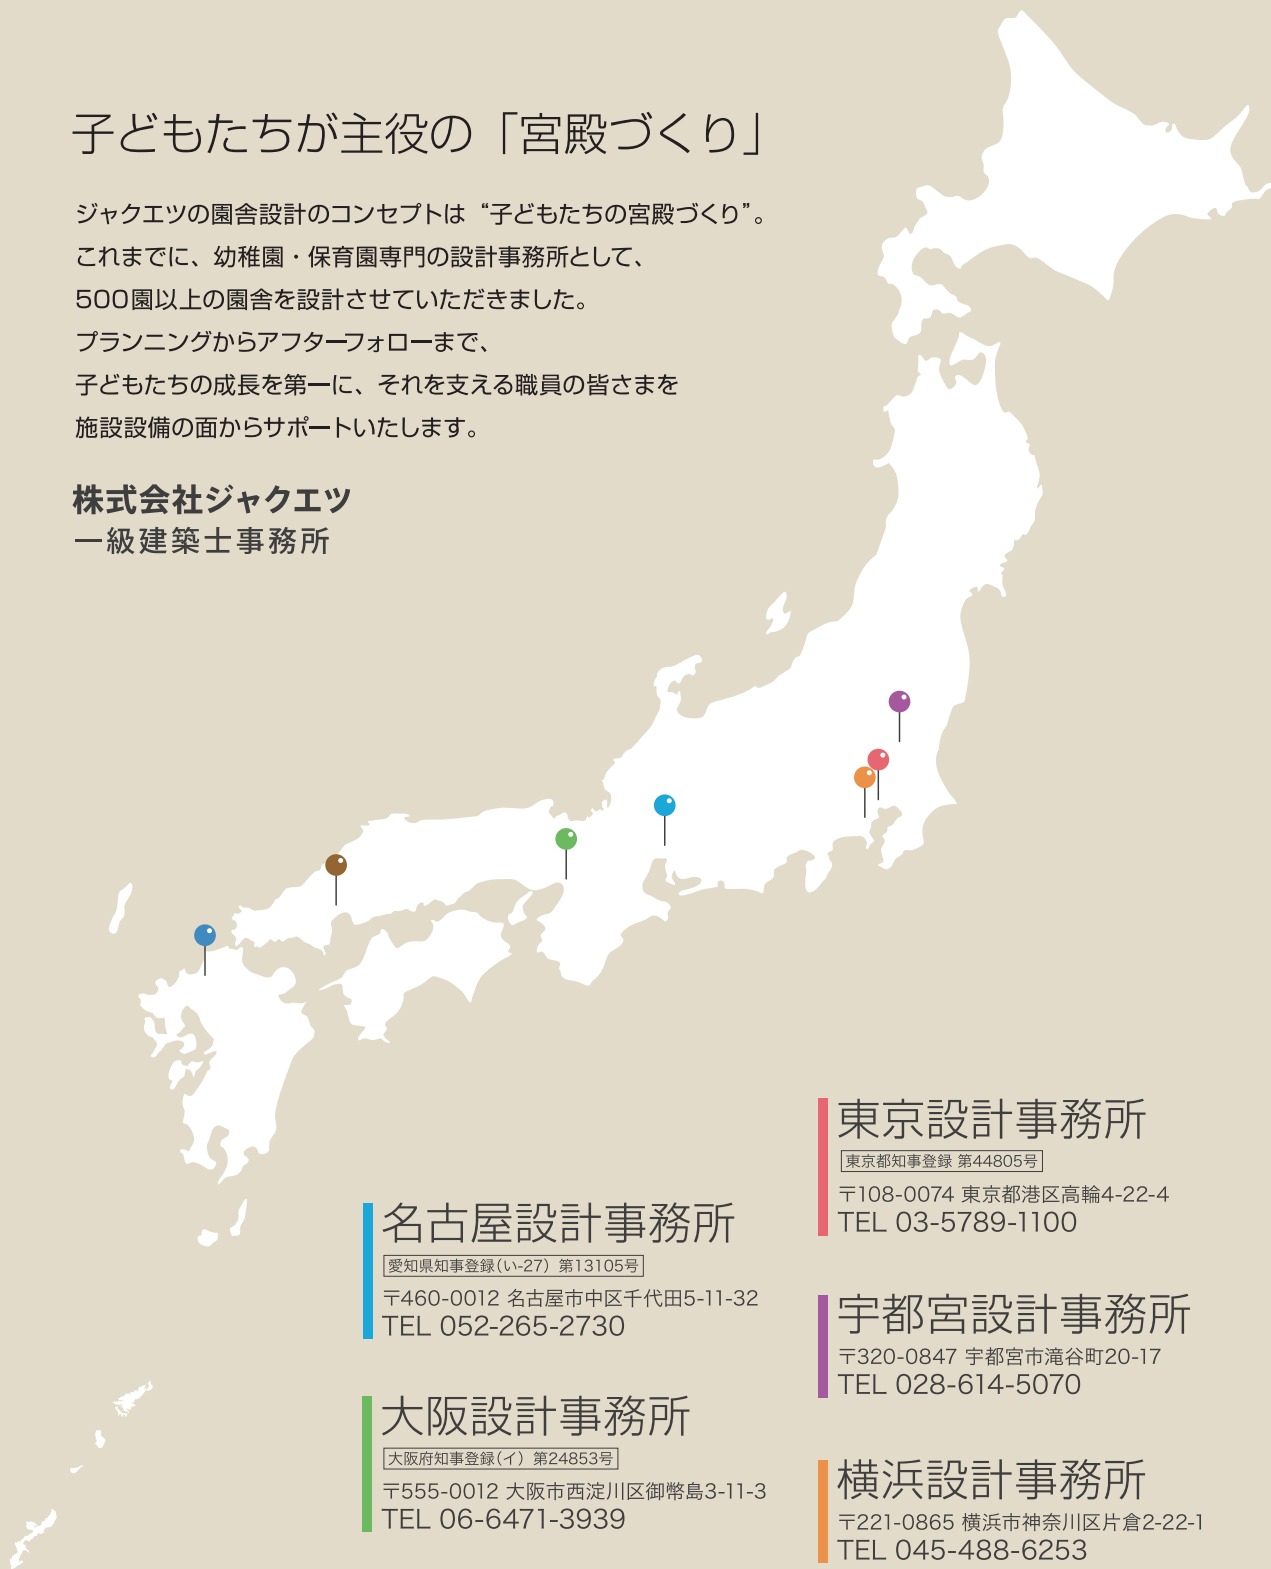 子どもたちが主役の「宮殿づくり」
ジャクエツの園舎設計のコンセプトは“子どもたちの宮殿づくり”。
これまでに、幼稚園・保育園専門の設計事務所として、
500園以上の園舎を設計させていただきました。
プランニングからアフターフォローまで、
子どもたちの成長を第一に、それを支える職員の皆さまを
施設設備の面からサポートいたします。
株式会社ジャクエツ
一級建築士事務所
東京設計事務所
東京都知事登録 第44805号
〒108-0074 東京都港区高輪4-22-4
TEL 03-5789-1100
名古屋設計事務所
愛知県知事登録(い-27) 第13105号
〒460-0012 名古屋市中区千代田5-11-32
TEL 052-265-2730
宇都宮設計事務所
〒320-0847 宇都宮市滝谷町20-17
TEL 028-614-5070
大阪設計事務所
大阪府知事登録(イ) 第24853号
〒555-0012 大阪市西淀川区御幣島3-11-3
TEL 06-6471-3939
横浜設計事務所
〒221-0865 横浜市神奈川区片倉2-22-1
TEL 045-488-6253